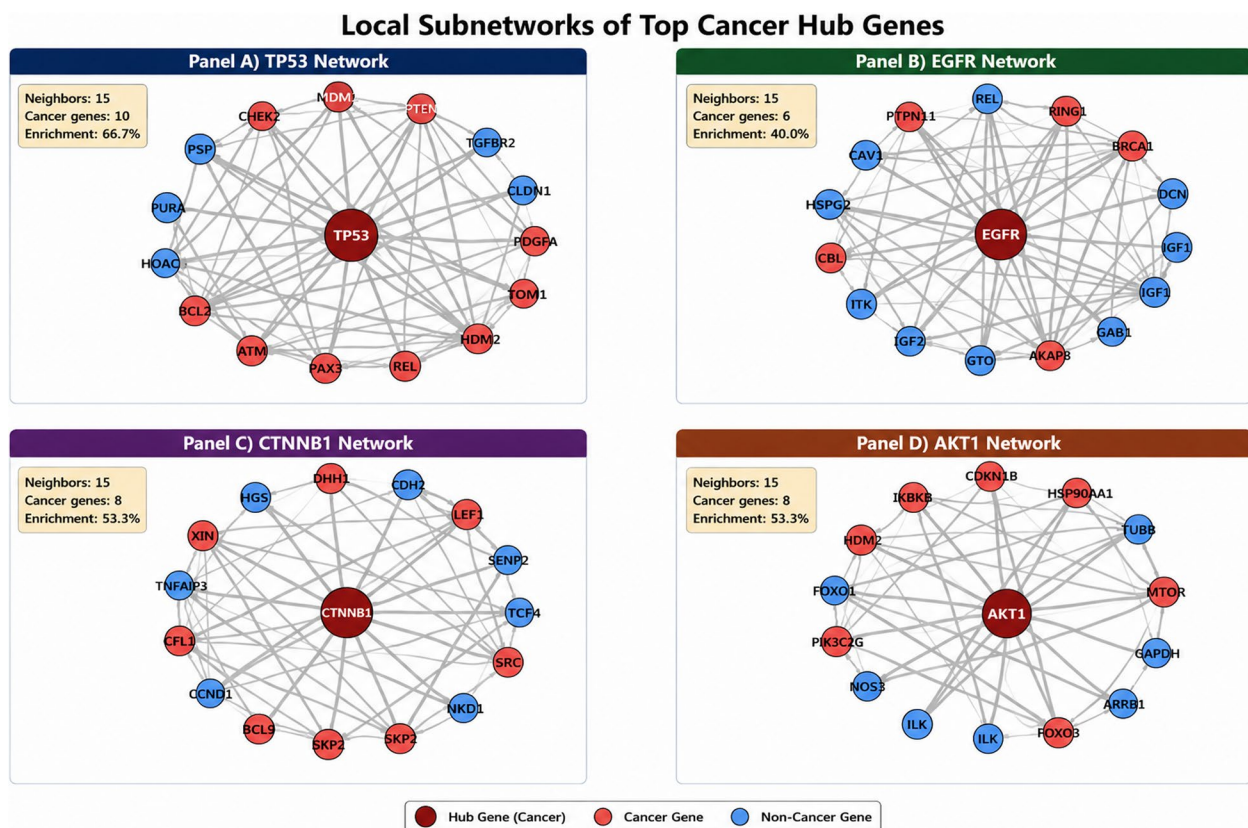 Local Subnetworks of Top Cancer Hub Genes
Panel A) TP53 Network
Neighbors: 15
Cancer genes: 10
Enrichment: 66.7%
MDM
PTEN
CHEK2
TGFBR2
PSP
CLDN1
PURA
TP53
PDGFA
HOAC
TOM1
BCL2
HDM2
ATM
PAX3
REL
Panel B) EGFR Network
Neighbors: 15
Cancer genes: 6
Enrichment: 40.0%
REL
RING1
PTPN11
BRCA1
CAV1
DCN
HSPG2
EGFR
IGF1
CBL
IGF1
ITK
GAB1
IGF2
GTO
AKAP8
Panel C) CTNNB1 Network
Neighbors: 15
Cancer genes: 8
Enrichment: 53.3%
DHH1
CDH2
HGS
LEF1
XIN
SENP2
TNFAIP3
CTNNB1
TCF4
CFL1
SRC
CCND1
NKD1
BCL9
SKP2
SKP2
Panel D) AKT1 Network
Neighbors: 15
Cancer genes: 8
Enrichment: 53.3%
CDKN1B
IKBKB
HSP90AA1
TUBB
HDM2
FOXO1
MTOR
AKT1
PIK3C2G
GAPDH
NOS3
ARRB1
ILK
ILK
FOXO3
Hub Gene (Cancer)
Cancer Gene
Non-Cancer Gene